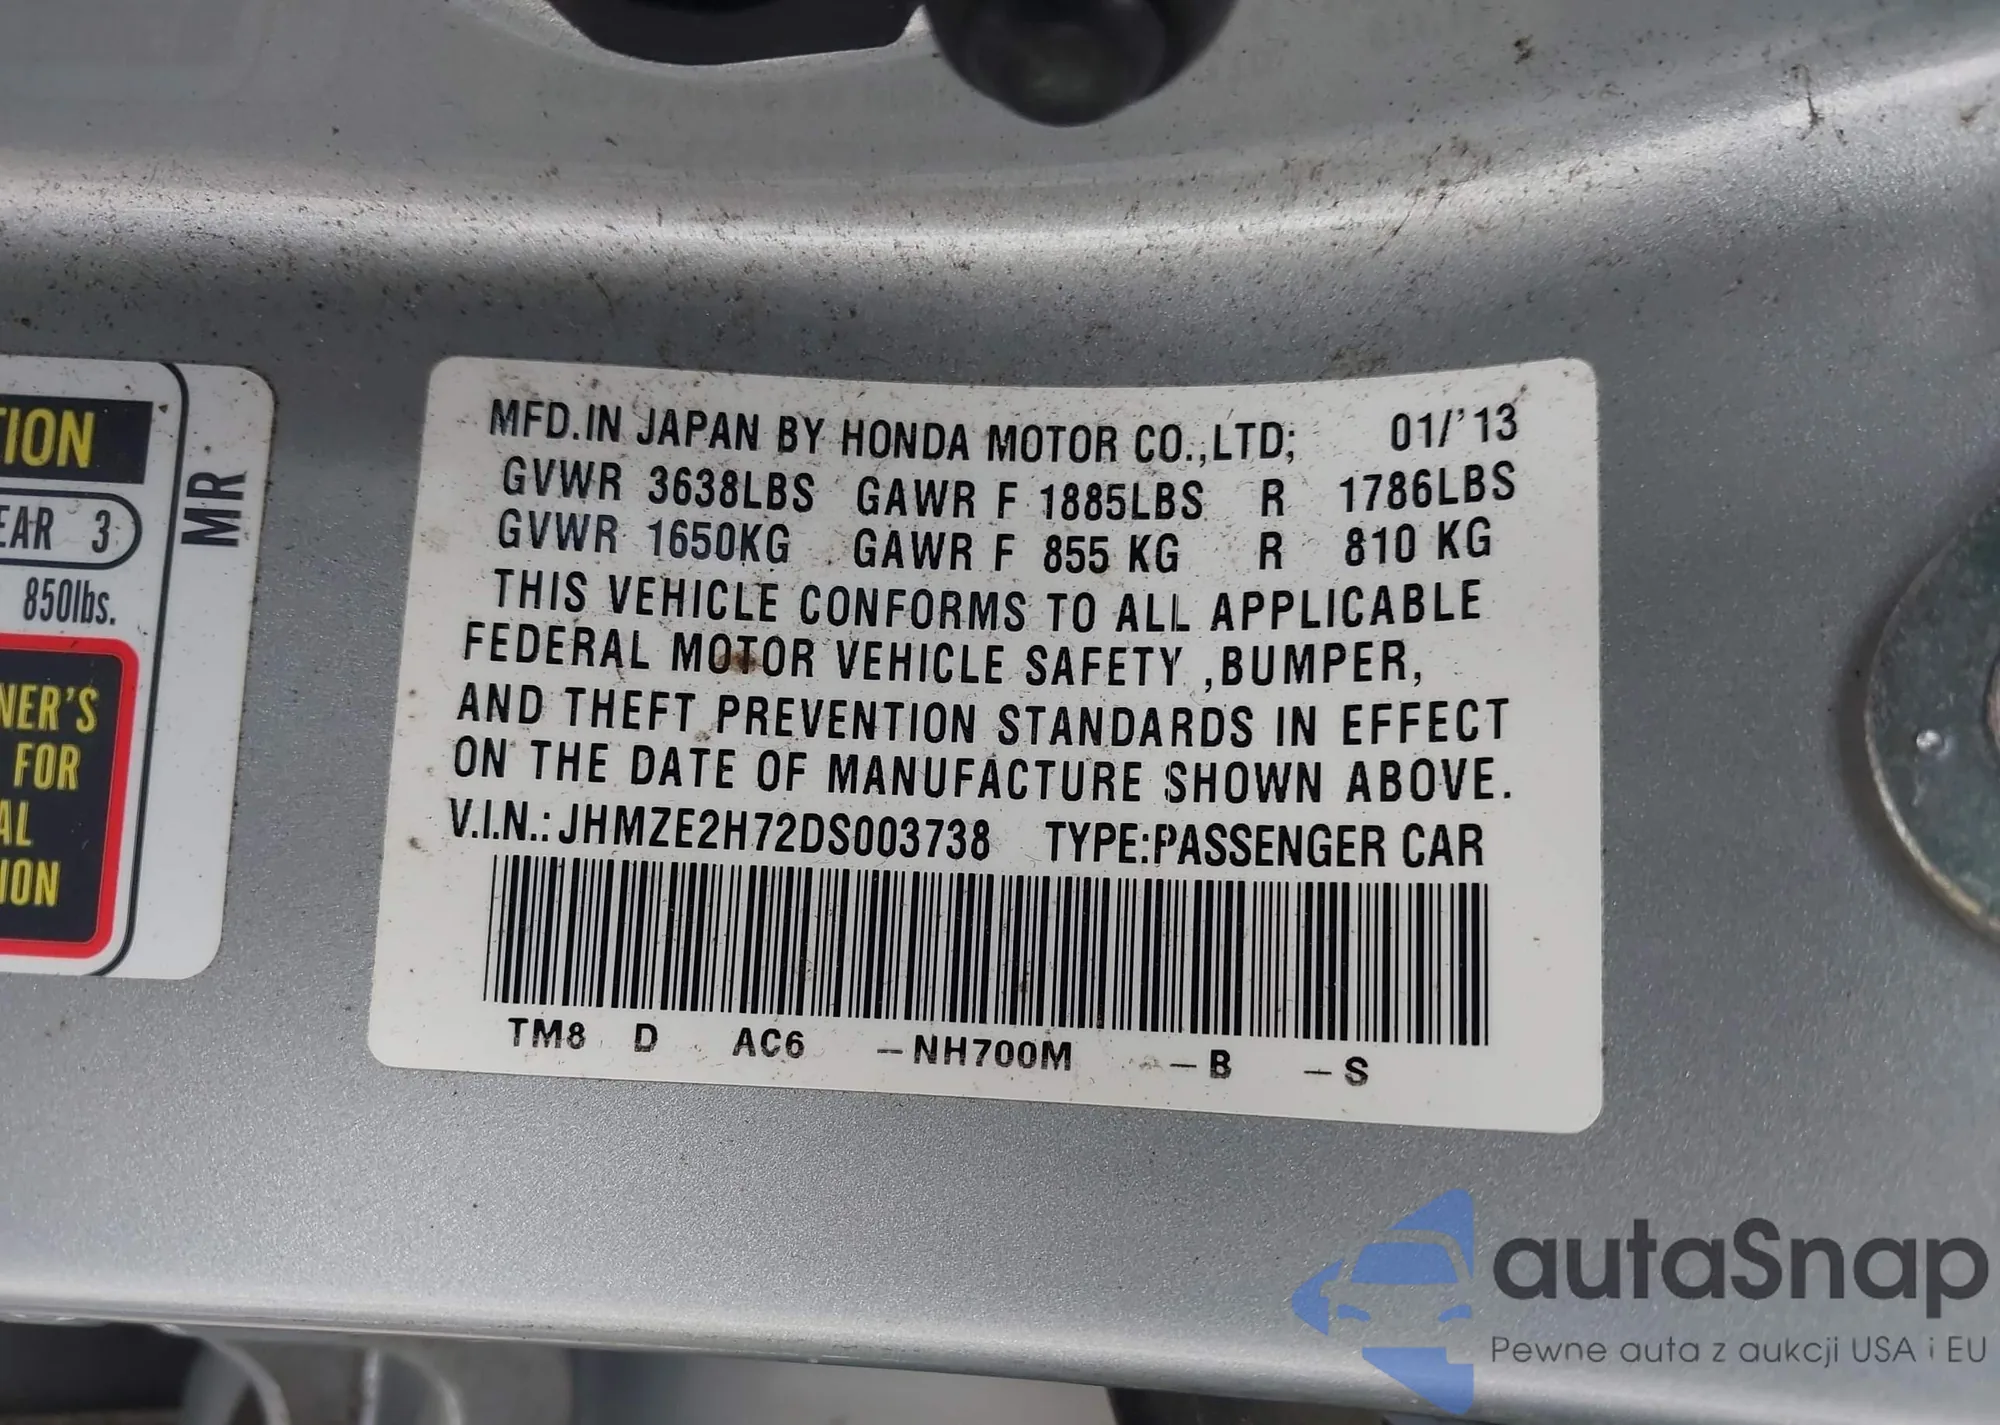 TION
EAR 3
850lbs.
NER'S
FOR
AL
ION
MR
MFD.IN JAPAN BY HONDA MOTOR CO.,LTD; 01/'13
GVWR 3638LBS GAWR F 1885LBS R 1786LBS
GVWR 1650KG GAWR F 855 KG R 810 KG
THIS VEHICLE CONFORMS TO ALL APPLICABLE
FEDERAL MOTOR VEHICLE SAFETY ,BUMPER,
AND THEFT PREVENTION STANDARDS IN EFFECT
ON THE DATE OF MANUFACTURE SHOWN ABOVE.
V.I.N.: JHMZE2H72DS003738 TYPE:PASSENGER CAR
TM8 D AC6 -NH700M -B -S
autaSnap
Pewne auta z aukcji USA i EU